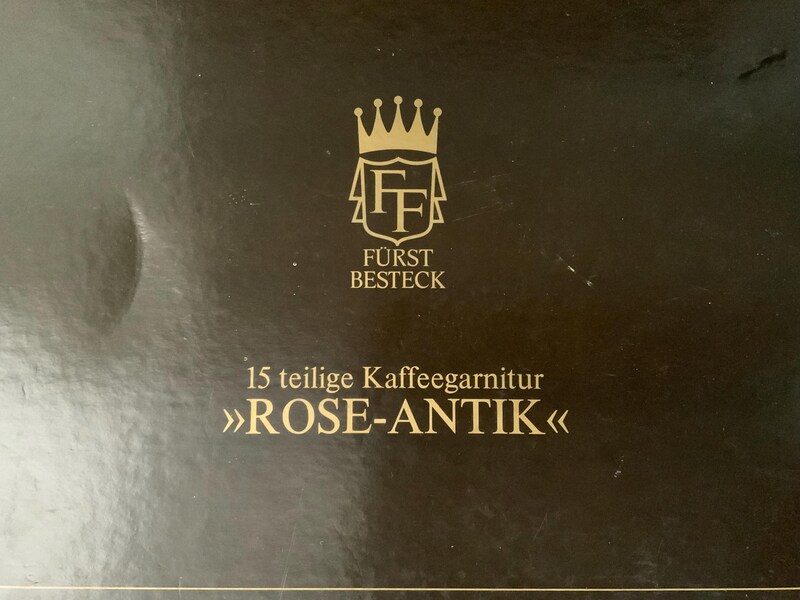 FF
FÜRST
BESTECK
15 teilige Kaffeegarnitur
»ROSE-ANTIK«